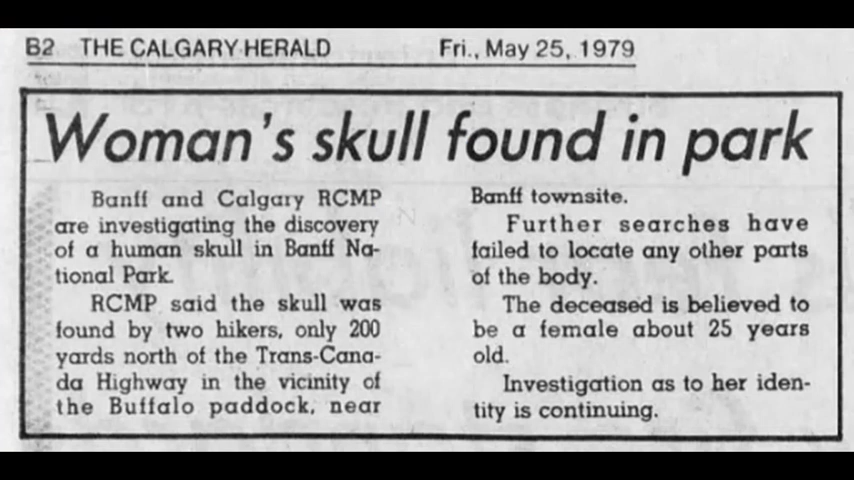 B2 THE CALGARY HERALD Fri., May 25, 1979
Woman's skull found in park
Banff and Calgary RCMP
are investigating the discovery
of a human skull in Banff Na-
tional Park.
RCMP said the skull was
found by two hikers, only 200
yards north of the Trans-Cana-
da Highway in the vicinity of
the Buffalo paddock, near
Banff townsite.
Further searches have
failed to locate any other parts
of the body.
The deceased is believed to
be a female about 25 years
old.
Investigation as to her iden-
tity is continuing.